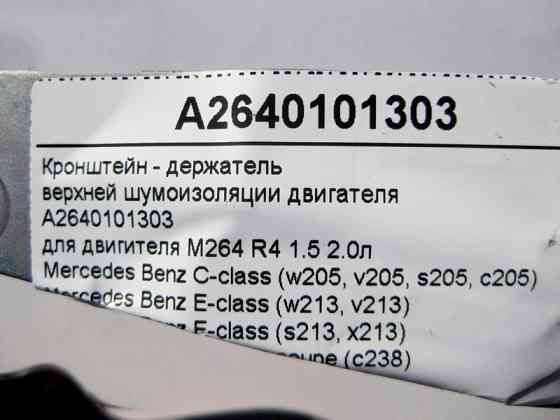 A2640101303
Кронштейн - держатель
верхней шумоизоляции двигателя
A2640101303
для двигителя M264 R4 1.5 2.0л
Mercedes Benz C-class (w205, v205, s205, c205)
Mercedes Benz E-class (w213, v213)
E-class (s213, x213)
(c238)